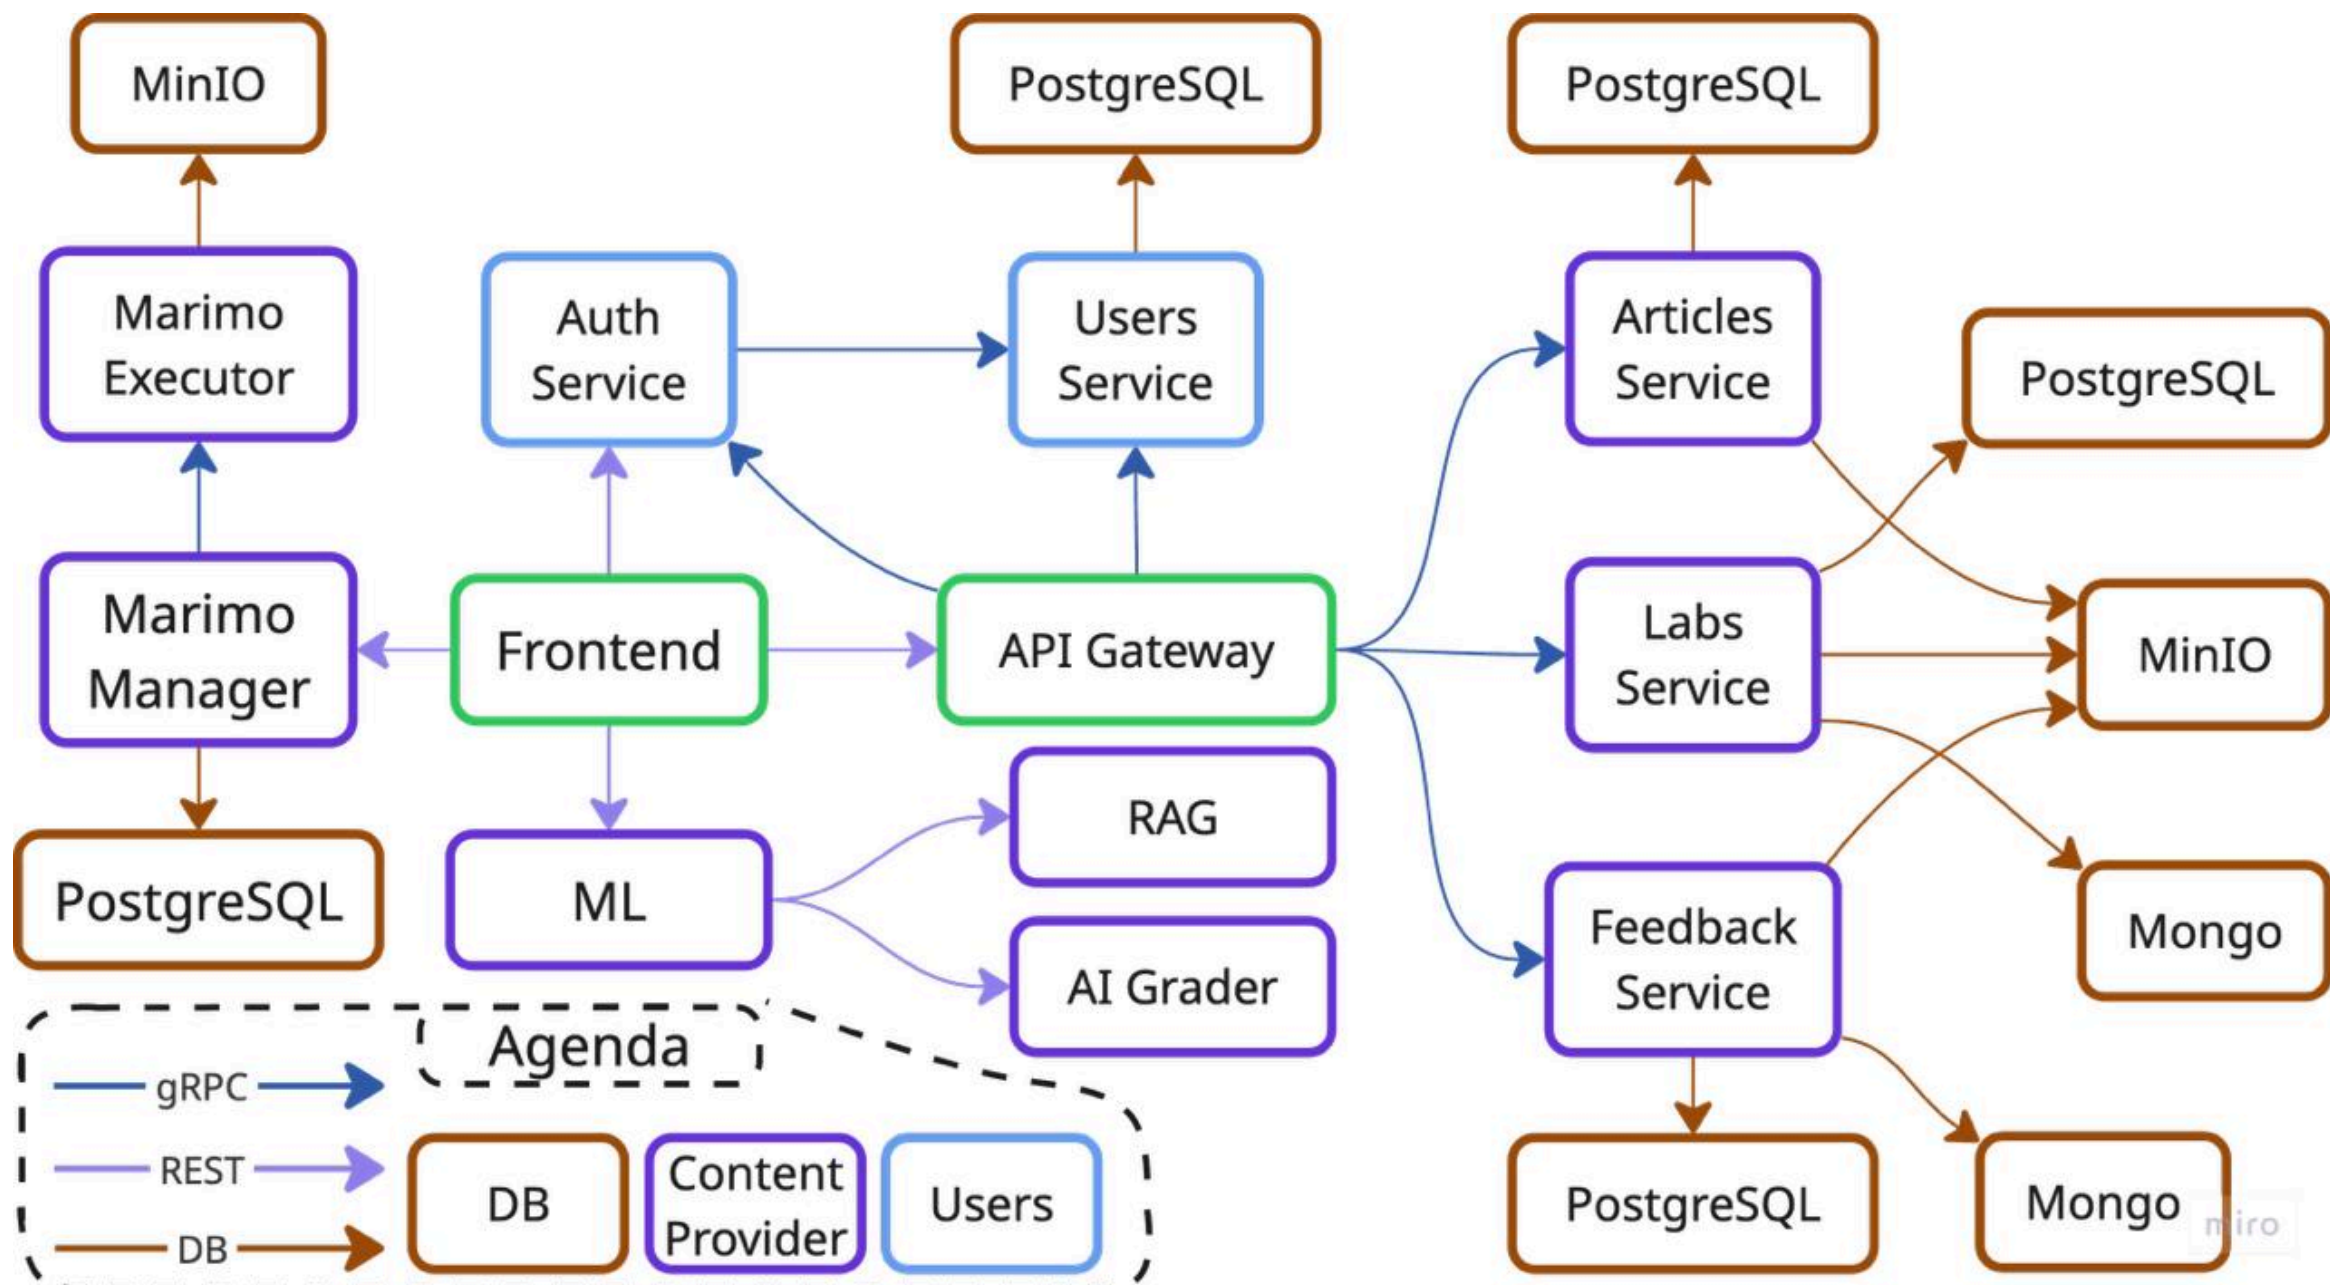 MinIO
PostgreSQL
PostgreSQL
Marimo
Executor
Auth
Service
Users
Service
Articles
Service
PostgreSQL
Marimo
Manager
Frontend
API Gateway
Labs
Service
MinIO
RAG
PostgreSQL
ML
AI Grader
Feedback
Service
Mongo
Agenda
gRPC
REST
DB
DB
Content
Provider
Users
PostgreSQL
Mongo
miro